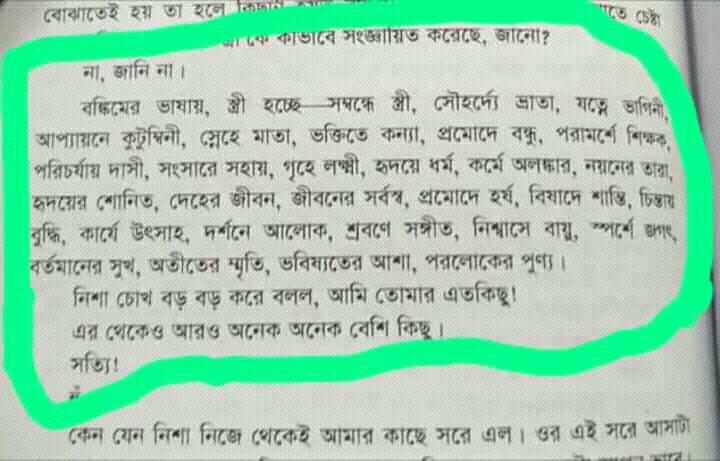 বোঝাতেই হয় তা হলে
কে কীভাবে সংজ্ঞায়িত করেছে, জানো?
না, জানি না।
বঙ্কিমের ভাষায়, স্ত্রী হচ্ছে—সম্বন্ধে স্ত্রী, সৌহর্দ্যে ভ্রাতা, যত্নে ভগিনী,
আপ্যায়নে কুটুম্বিনী, স্নেহে মাতা, ভক্তিতে কন্যা, প্রমোদে বন্ধু, পরামর্শে শিক্ষক,
পরিচর্যায় দাসী, সংসারে সহায়, গৃহে লক্ষ্মী, হৃদয়ে ধর্ম, কর্মে অলঙ্কার, নয়নের তারা,
হৃদয়ের শোনিত, দেহের জীবন, জীবনের সর্বস্ব, প্রমোদে হর্ষ, বিষাদে শান্তি, চিন্তায়
বুদ্ধি, কার্যে উৎসাহ, দর্শনে আলোক, শ্রবণে সঙ্গীত, নিশ্বাসে বায়ু, স্পর্শে জগৎ,
বর্তমানের সুখ, অতীতের স্মৃতি, ভবিষ্যতের আশা, পরলোকের পুণ্য।
নিশা চোখ বড় বড় করে বলল, আমি তোমার এতকিছু!
এর থেকেও আরও অনেক অনেক বেশি কিছু।
সত্যি!
কেন যেন নিশা নিজে থেকেই আমার কাছে সরে এল। ওর এই সরে আসাটা